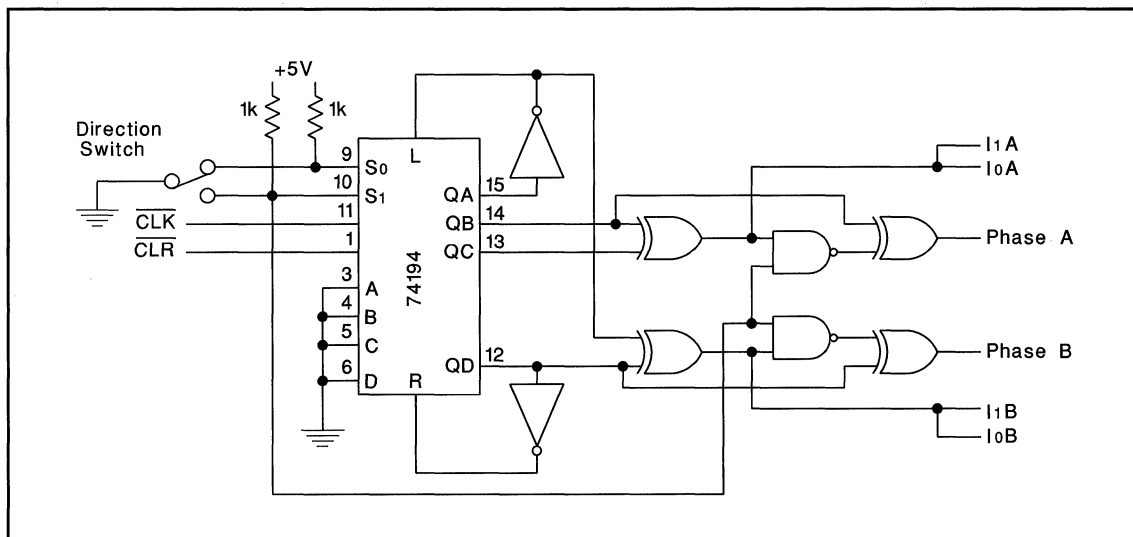 +5V
1k
1k
Direction
Switch
9
S0
L
10
S1
QA
15
CLK
11
QB
14
CLR
1
QC
13
3
A
4
B
5
C
6
D
74194
R
QD
12
I1A
I0A
Phase A
Phase B
I1B
I0B